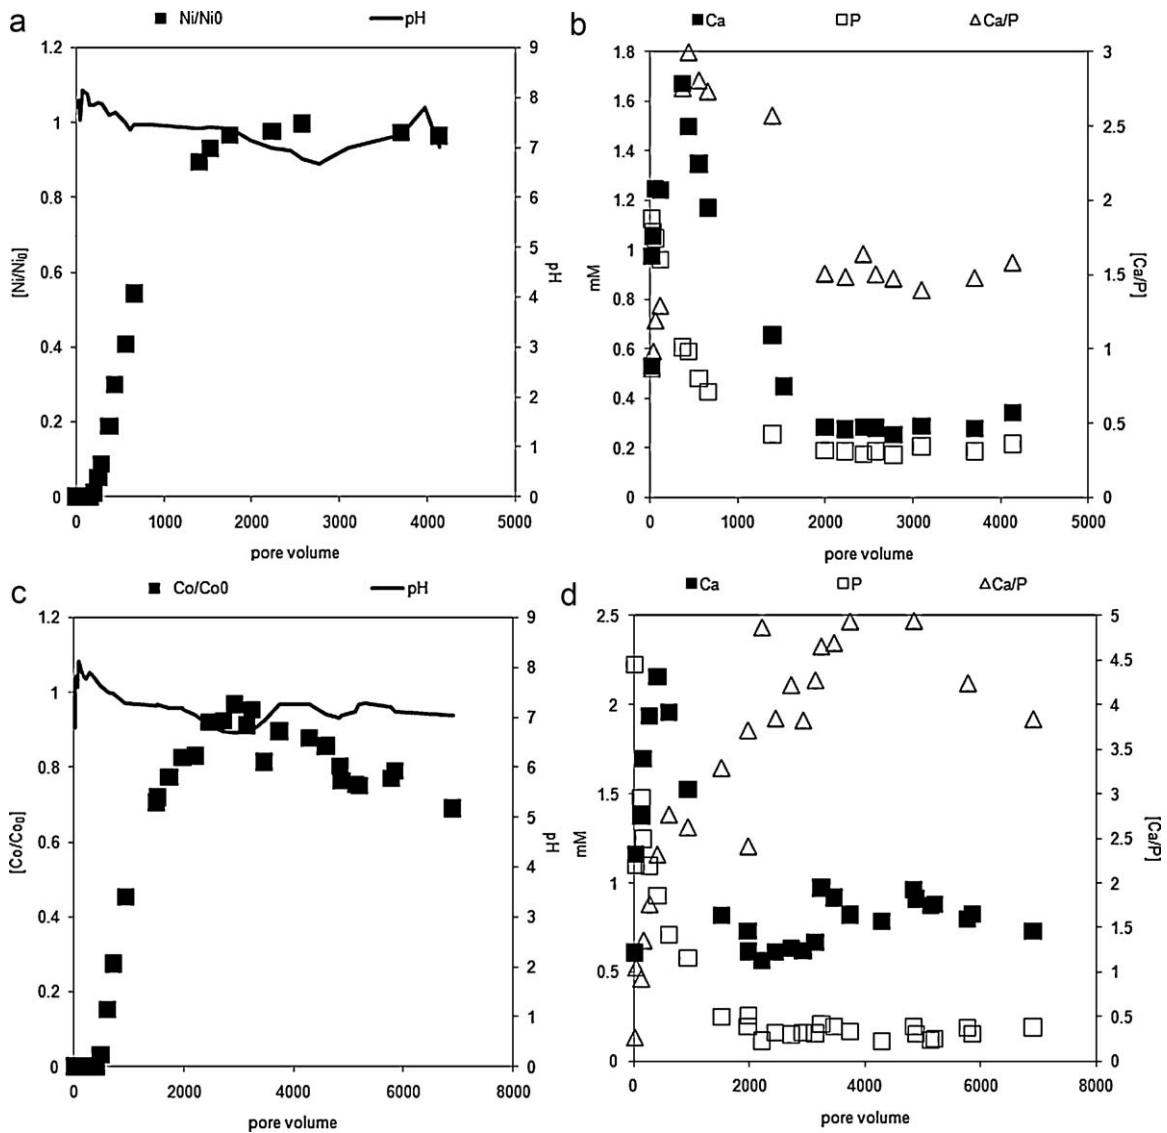 a
Ni/Ni0 pH
1.2 9
1 8
7
0.8 6
5
0.6 4
0.4 3
2
0.2 1
0 0
0 1000 2000 3000 4000 5000
[Ni/Ni0]
pH
pore volume
b
Ca P Ca/P
1.8 3
1.6 2.5
1.4
1.2 2
1
0.8 1.5
0.6 1
0.4 0.5
0.2
0 0
0 1000 2000 3000 4000 5000
mM
[Ca/P]
pore volume
c
Co/Co0 pH
1.2 9
1 8
7
0.8 6
5
0.6 4
0.4 3
2
0.2 1
0 0
0 2000 4000 6000 8000
[Co/Co0]
pH
pore volume
d
Ca P Ca/P
2.5 5
4.5
2 4
3.5
1.5 3
2.5
1 2
1.5
0.5 1
0.5
0 0
0 2000 4000 6000 8000
mM
[Ca/P]
pore volume